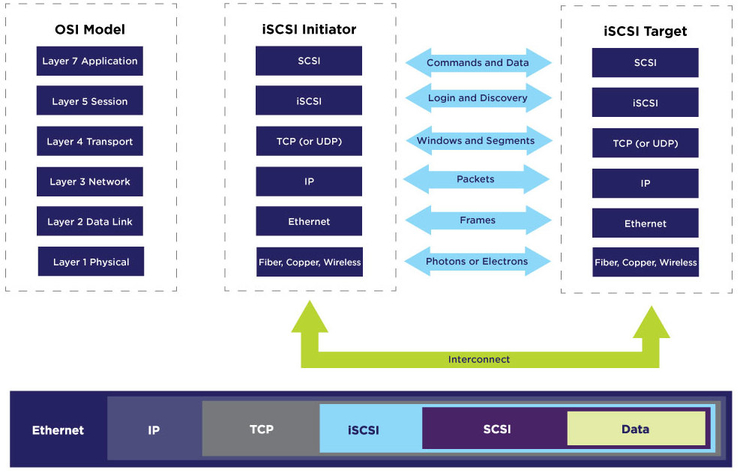 OSI Model
Layer 7 Application
Layer 5 Session
Layer 4 Transport
Layer 3 Network
Layer 2 Data Link
Layer 1 Physical
iSCSI Initiator
SCSI
iSCSI
TCP (or UDP)
IP
Ethernet
Fiber, Copper, Wireless
Commands and Data
Login and Discovery
Windows and Segments
Packets
Frames
Photons or Electrons
iSCSI Target
SCSI
iSCSI
TCP (or UDP)
IP
Ethernet
Fiber, Copper, Wireless
Interconnect
Ethernet
IP
TCP
iSCSI
SCSI
Data